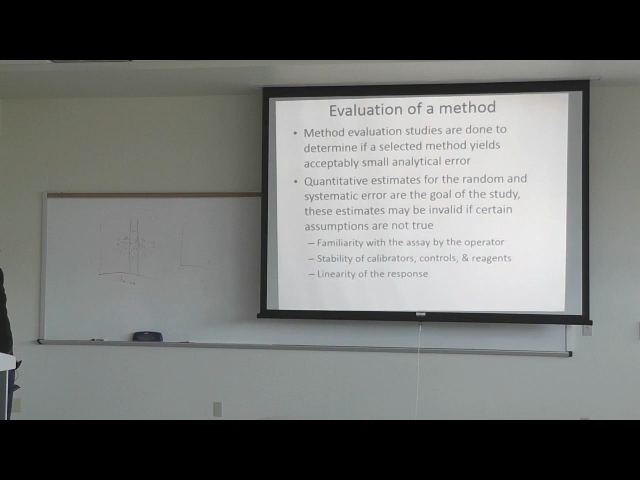 Evaluation of a method
• Method evaluation studies are done to
determine if a selected method yields
acceptably small analytical error
• Quantitative estimates for the random and
systematic error are the goal of the study,
these estimates may be invalid if certain
assumptions are not true
– Familiarity with the assay by the operator
– Stability of calibrators, controls, & reagents
– Linearity of the response